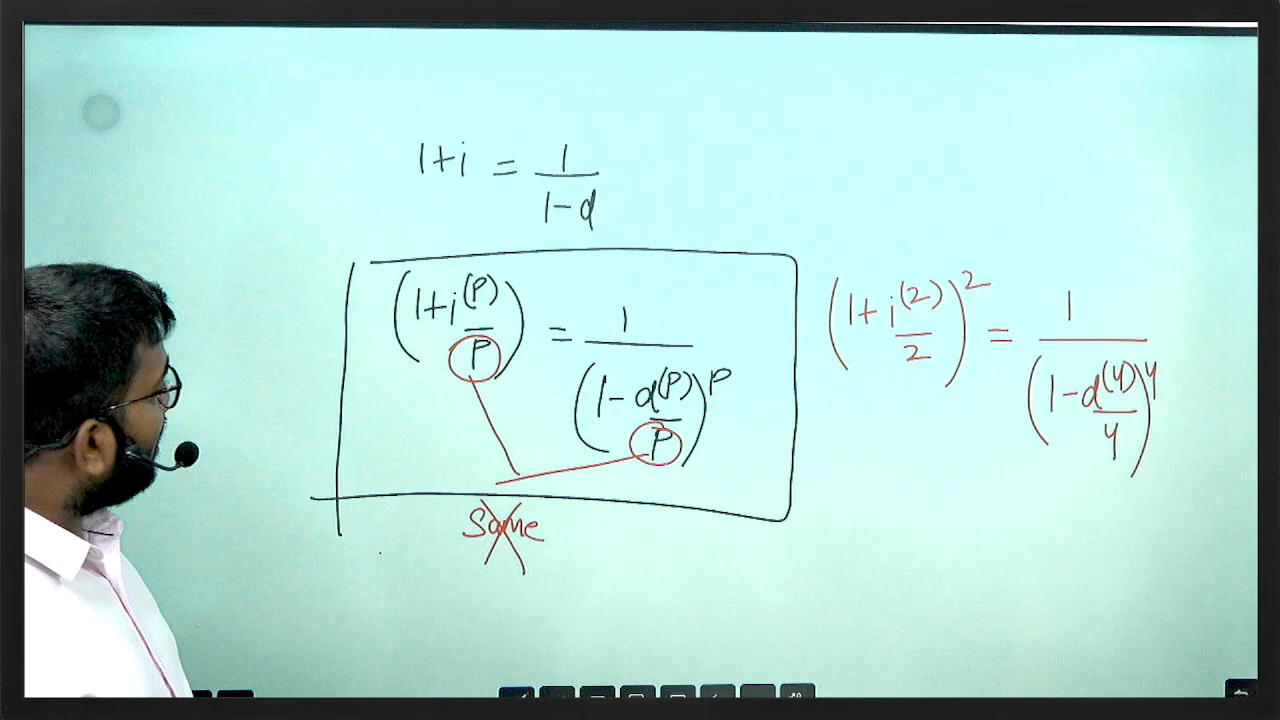 1+i = 1/(1-d)
(1+i^(P)/P) = 1/(1-d^(P)/P)^P
Same
(1+i^(2)/2)^2 = 1/(1-d^(4)/4)^4